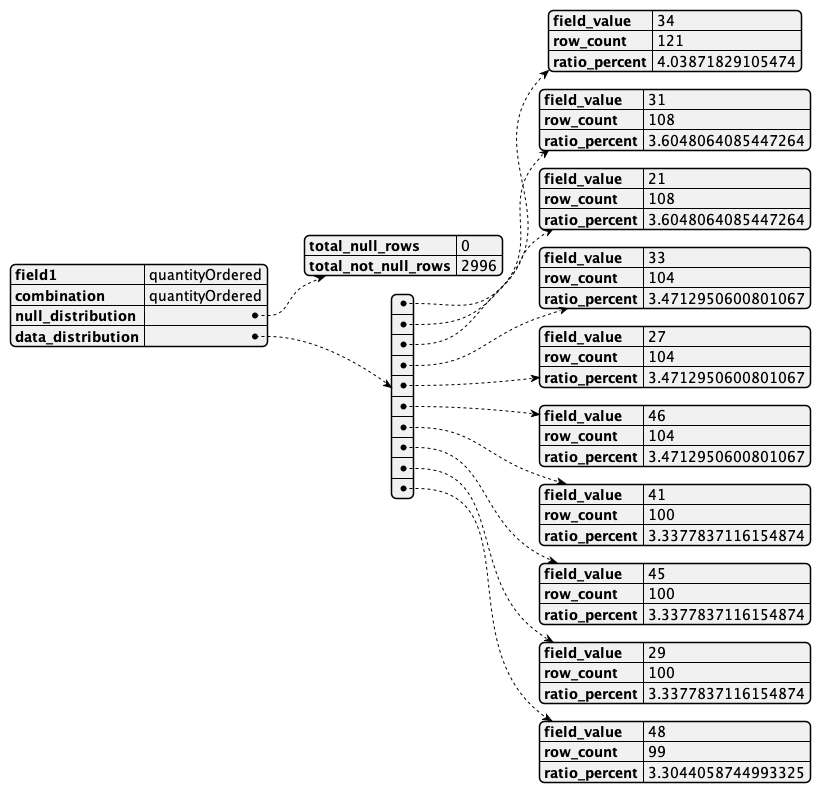 field1 quantityOrdered
combination quantityOrdered
null_distribution
data_distribution
total_null_rows 0
total_not_null_rows 2996
field_value 34
row_count 121
ratio_percent 4.03871829105474
field_value 31
row_count 108
ratio_percent 3.6048064085447264
field_value 21
row_count 108
ratio_percent 3.6048064085447264
field_value 33
row_count 104
ratio_percent 3.4712950600801067
field_value 27
row_count 104
ratio_percent 3.4712950600801067
field_value 46
row_count 104
ratio_percent 3.4712950600801067
field_value 41
row_count 100
ratio_percent 3.3377837116154874
field_value 45
row_count 100
ratio_percent 3.3377837116154874
field_value 29
row_count 100
ratio_percent 3.3377837116154874
field_value 48
row_count 99
ratio_percent 3.3044058744993325